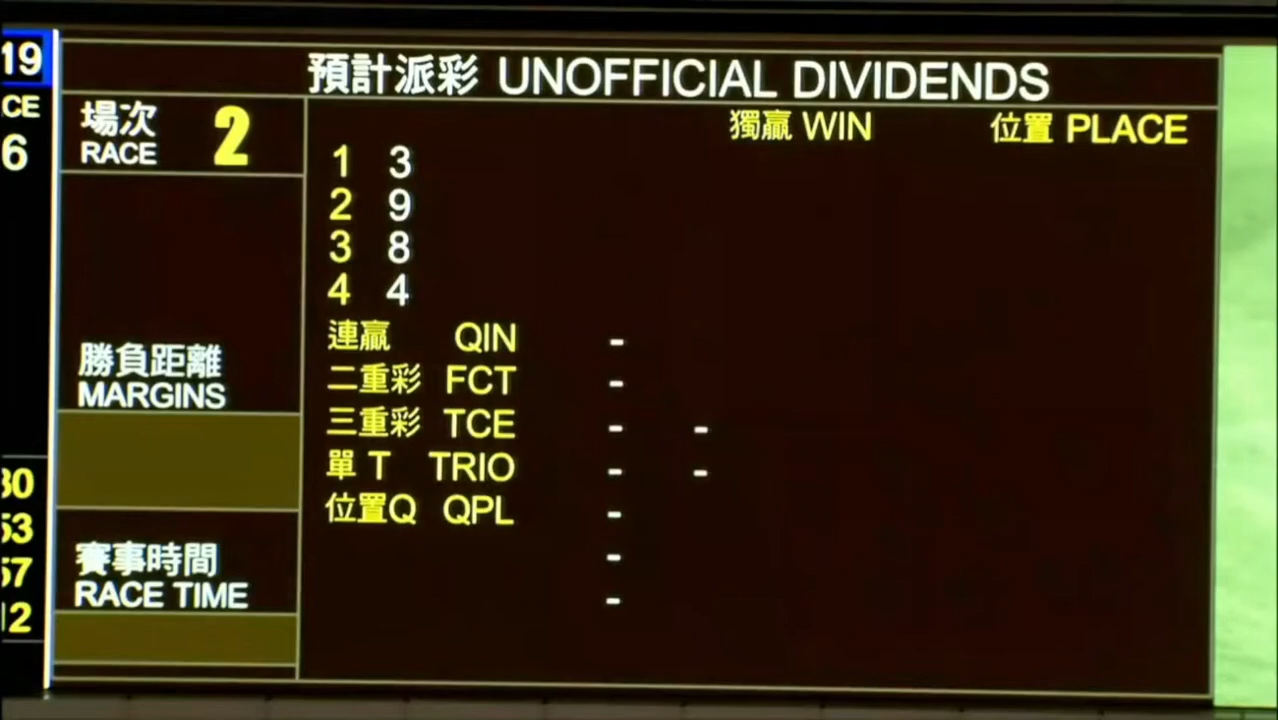 預計派彩 UNOFFICIAL DIVIDENDS
19
場次
RACE 2
CE
6
獨贏 WIN 位置 PLACE
1 3
2 9
3 8
4 4
勝負距離
MARGINS
連贏 QIN -
二重彩 FCT -
三重彩 TCE - -
單T TRIO - -
位置Q QPL -
-
-
30
53
57
12
賽事時間
RACE TIME